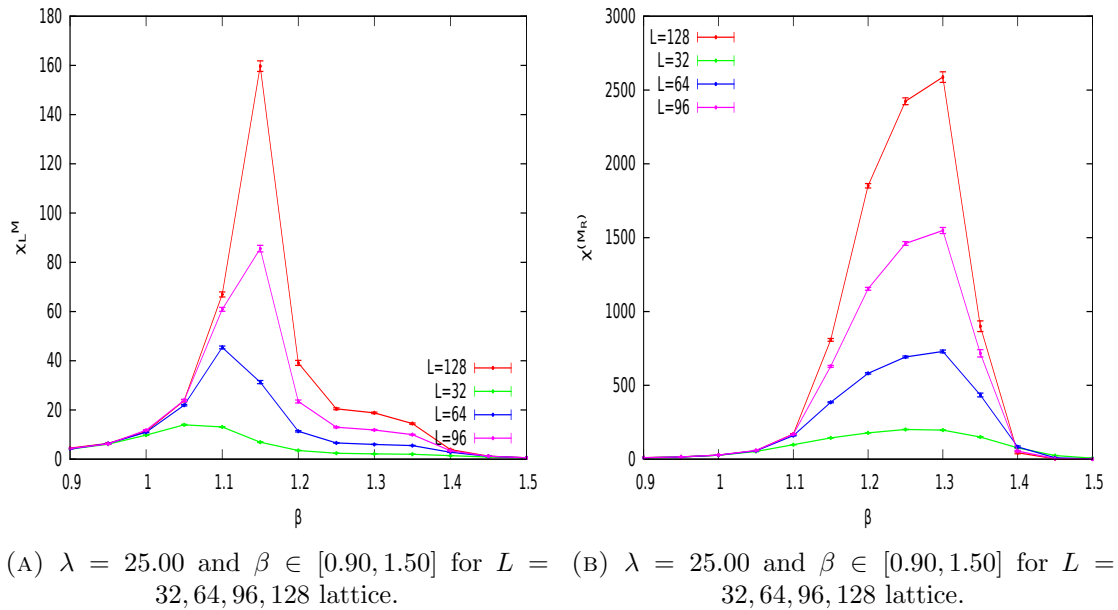 180
160
140
120
100
80
60
40
20
0
χ_L^M
L=128
L=32
L=64
L=96
0.9 1 1.1 1.2 1.3 1.4 1.5
β
3000
2500
2000
1500
1000
500
0
χ^(M_R)
L=128
L=32
L=64
L=96
0.9 1 1.1 1.2 1.3 1.4 1.5
β
(A) λ = 25.00 and β ∈ [0.90, 1.50] for L =
32, 64, 96, 128 lattice.
(B) λ = 25.00 and β ∈ [0.90, 1.50] for L =
32, 64, 96, 128 lattice.